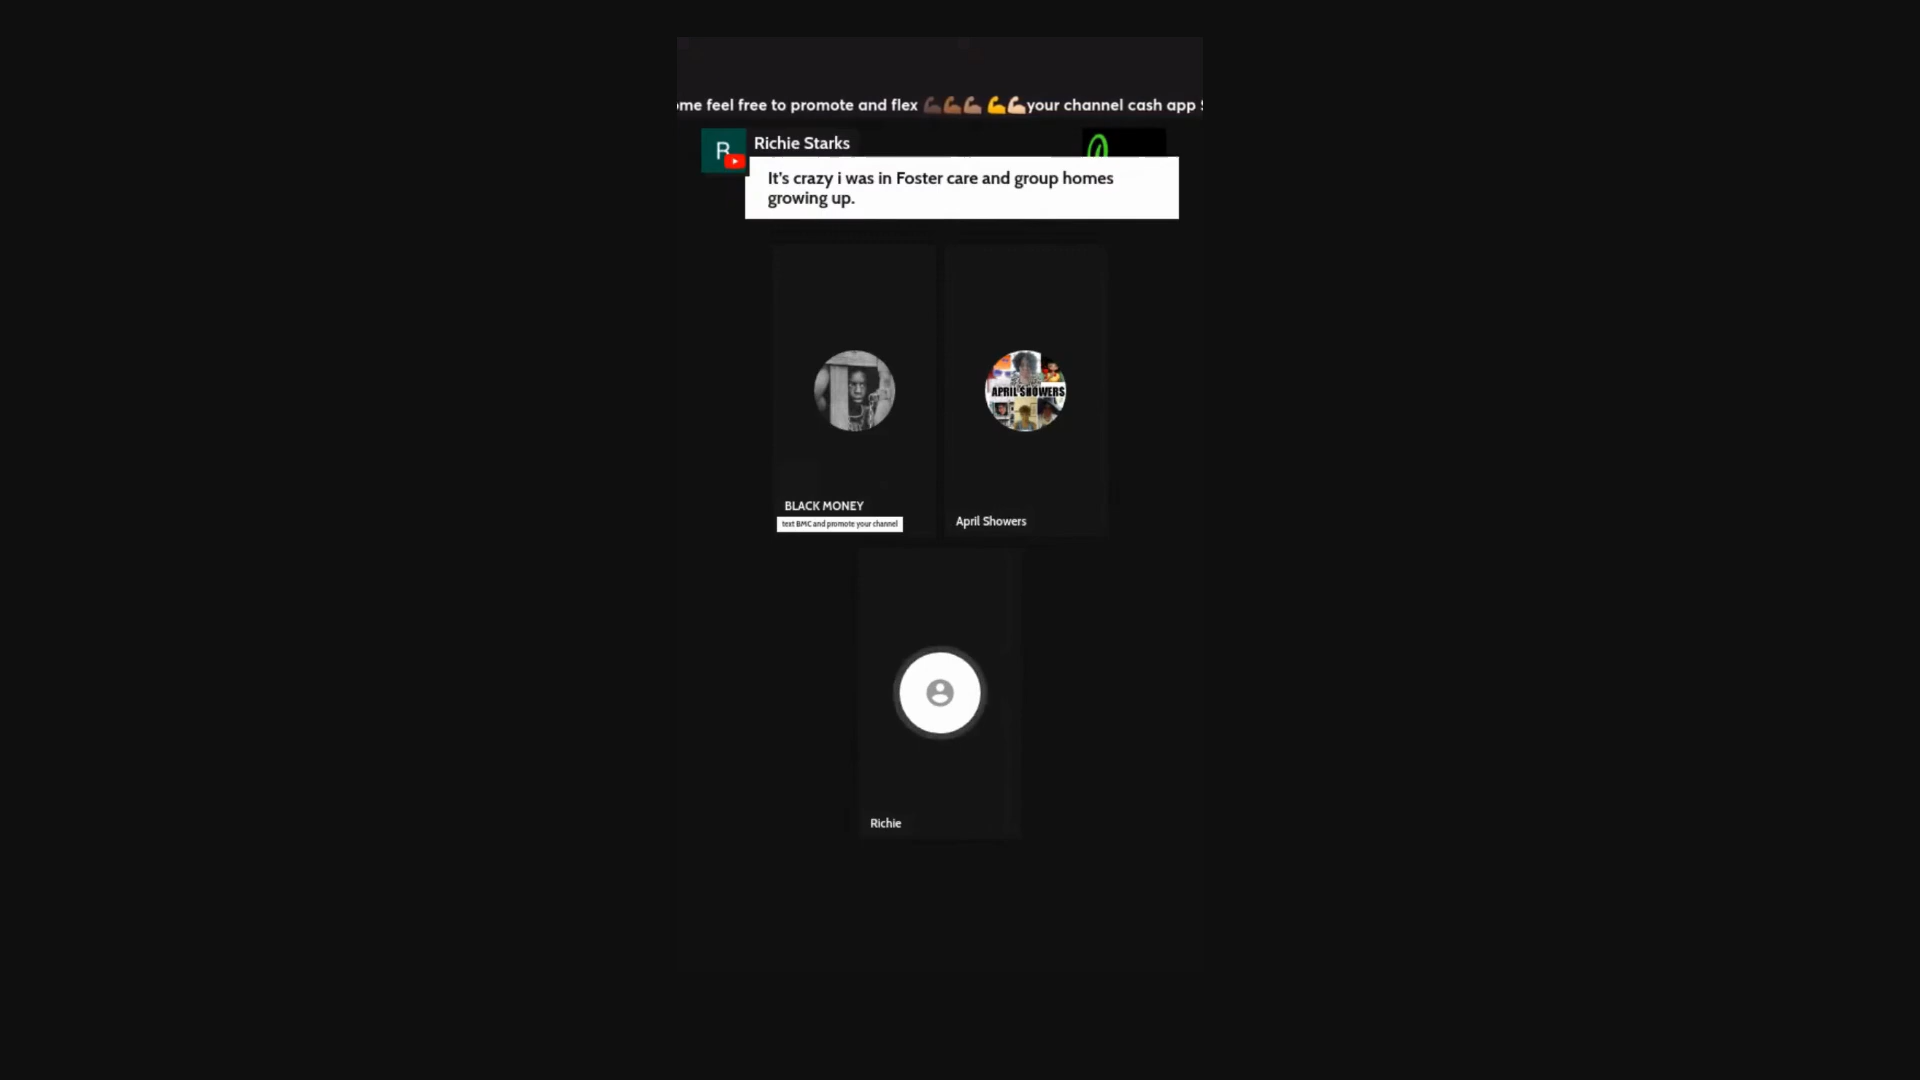 ome feel free to promote and flex 💪🏿💪🏾💪🏽 💪💪🏼your channel cash app $
R
Richie Starks
It's crazy i was in Foster care and group homes
growing up.
APRIL SHOWERS
BLACK MONEY
text BMC and promote your channel
April Showers
Richie